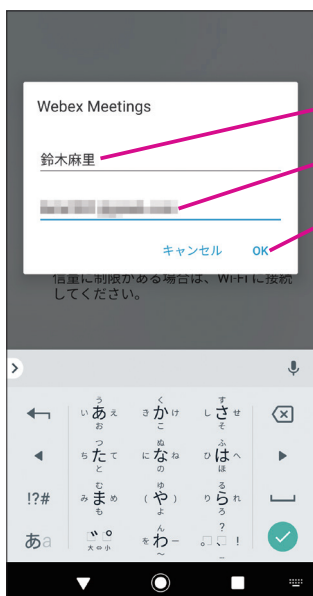 Webex Meetings
鈴木麻里
キャンセル OK
信量に制限がある場合は、Wi-Fi に接続
してください。
う く す
い あ え き か け し さ せ
お こ そ
つ ぬ ふ
ち た て に な ね ひ は へ
と の ほ
む ゆ る
!?# み ま め ( や ) り ら れ
も よ ろ
ん ?
あa 大⇔小 を わ ー 。 、 !
〜